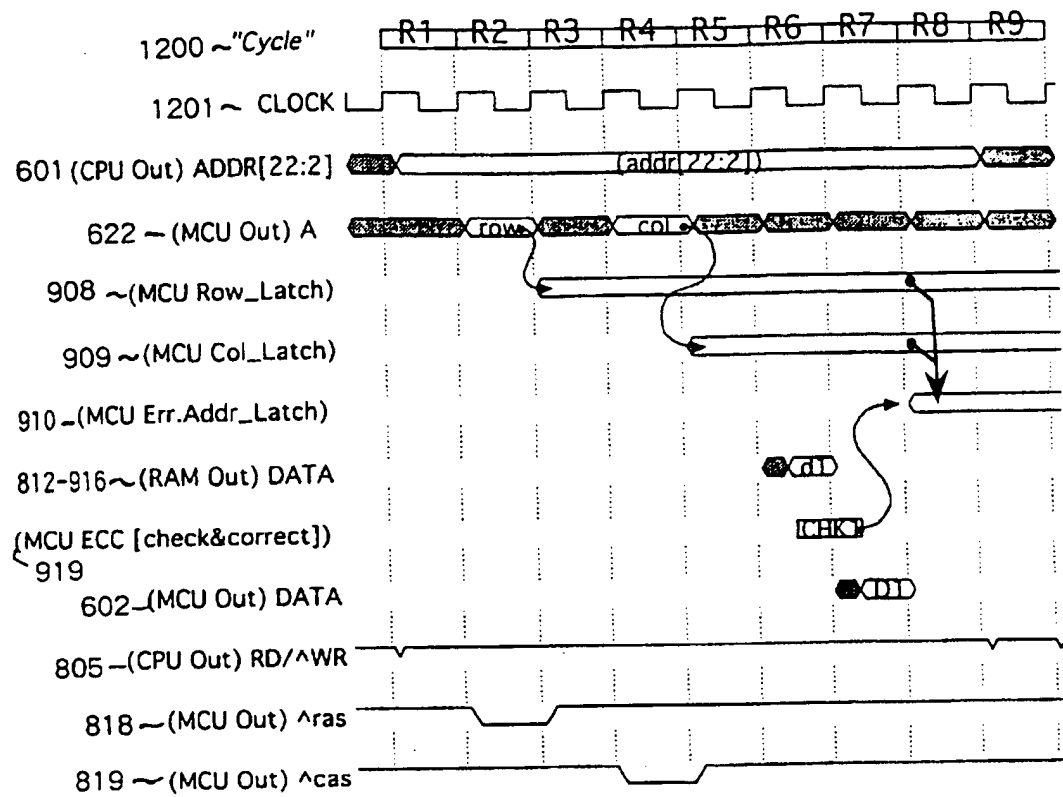 1200 ~ "Cycle" R1 R2 R3 R4 R5 R6 R7 R8 R9
1201 ~ CLOCK
601 (CPU Out) ADDR[22:2] (addr[22:2])
622 ~ (MCU Out) A row col
908 ~ (MCU Row_Latch)
909 ~ (MCU Col_Latch)
910 ~ (MCU Err.Addr_Latch)
812-916 ~ (RAM Out) DATA d1
(MCU ECC [check&correct]) [CHK]
919
602 – (MCU Out) DATA D1
805 – (CPU Out) RD/^WR
818 ~ (MCU Out) ^ras
819 ~ (MCU Out) ^cas